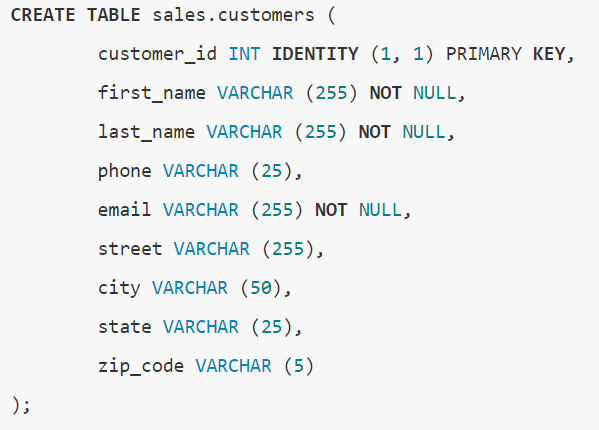 CREATE TABLE sales.customers (
customer_id INT IDENTITY (1, 1) PRIMARY KEY,
first_name VARCHAR (255) NOT NULL,
last_name VARCHAR (255) NOT NULL,
phone VARCHAR (25),
email VARCHAR (255) NOT NULL,
street VARCHAR (255),
city VARCHAR (50),
state VARCHAR (25),
zip_code VARCHAR (5)
);